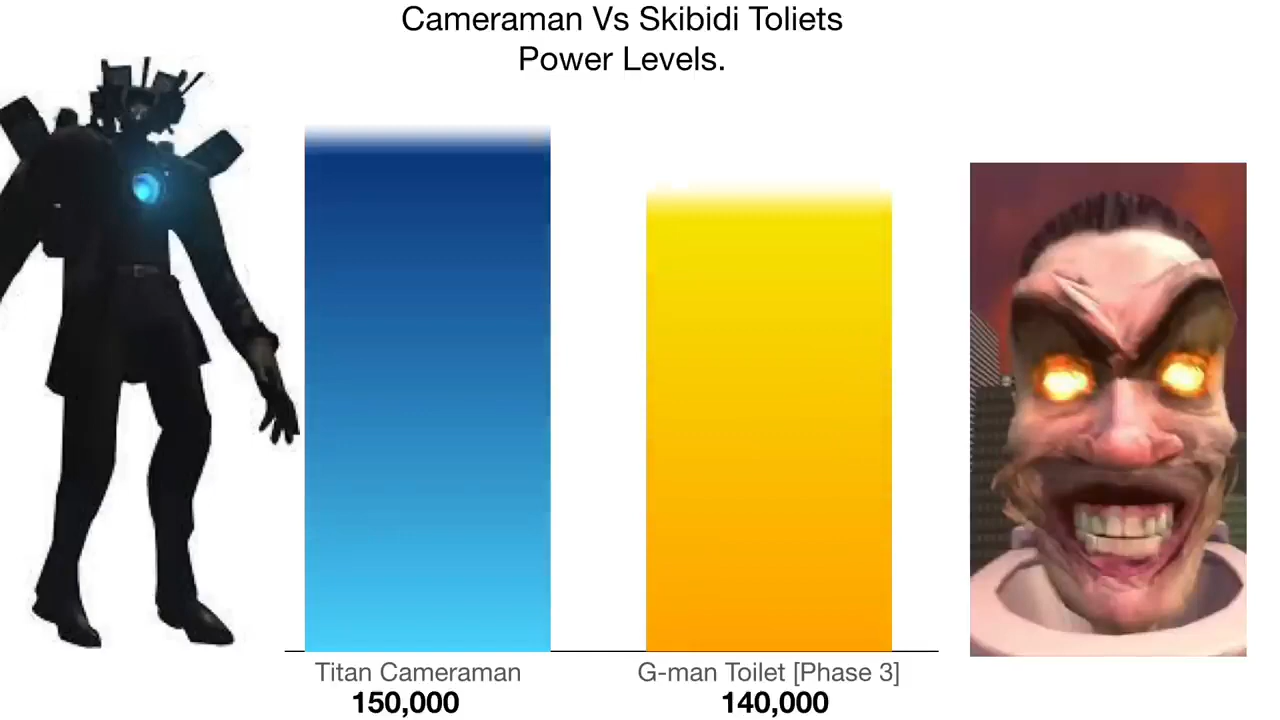 Cameraman Vs Skibidi Toliets
Power Levels.
Titan Cameraman
150,000
G-man Toilet [Phase 3]
140,000